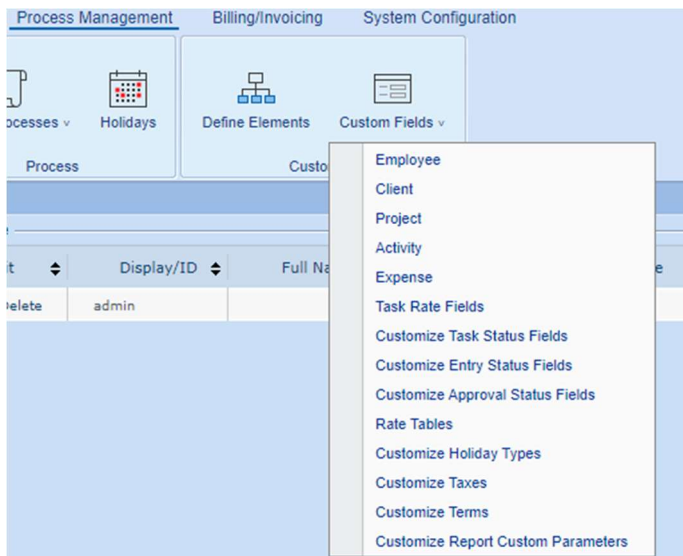 Process Management Billing/Invoicing System Configuration
Holidays Define Elements Custom Fields
Process
Employee
Client
Project
Activity
Expense
Display/ID
Delete admin
Task Rate Fields
Customize Task Status Fields
Customize Entry Status Fields
Customize Approval Status Fields
Rate Tables
Customize Holiday Types
Customize Taxes
Customize Terms
Customize Report Custom Parameters